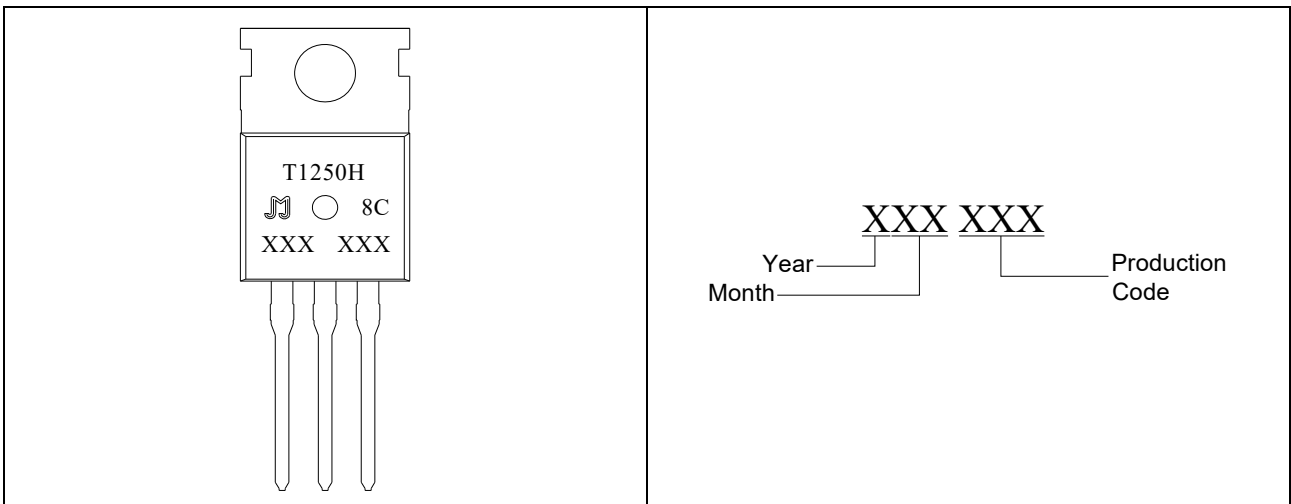 T1250H
8C
XXX XXX
XXX XXX
Year
Month
Production
Code